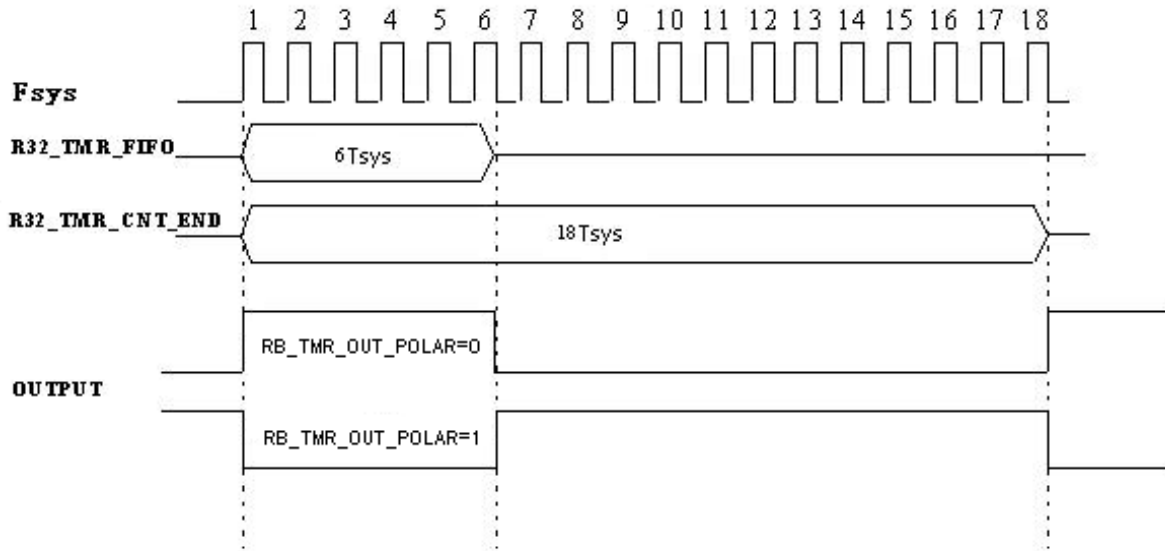 1 2 3 4 5 6 7 8 9 10 11 12 13 14 15 16 17 18
Fsys
R32_TMR_FIFO
6Tsys
R32_TMR_CNT_END
18Tsys
RB_TMR_OUT_POLAR=0
OUTPUT
RB_TMR_OUT_POLAR=1